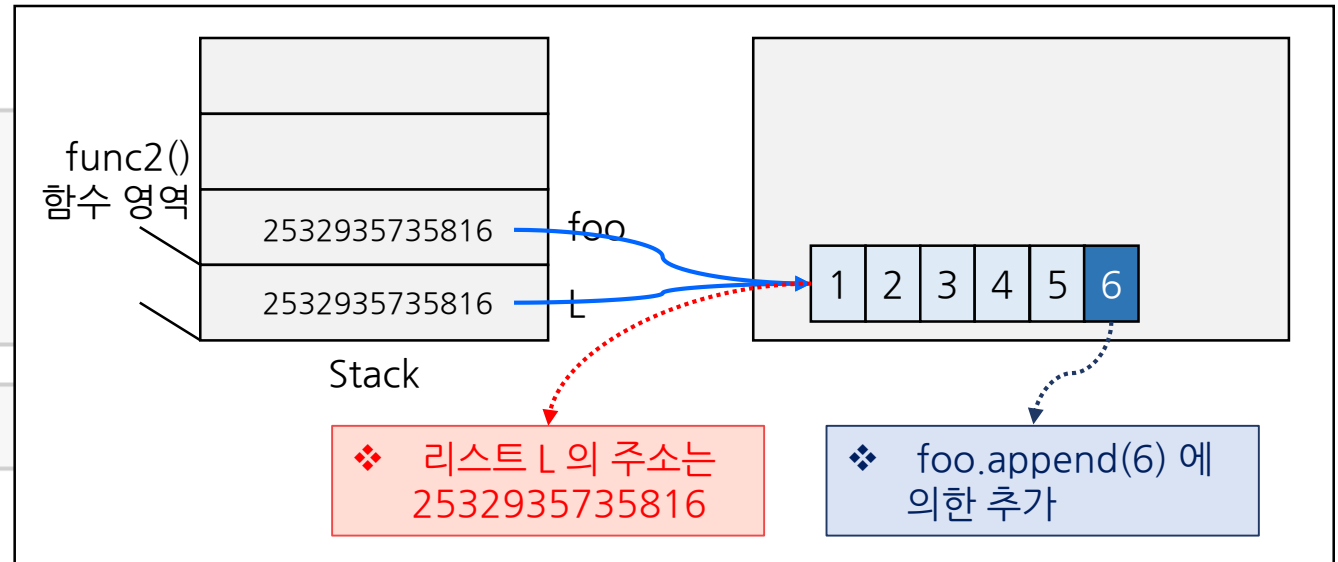 func2()
함수 영역
2532935735816
foo
2532935735816
L
1 2 3 4 5 6
Stack
❖ 리스트 L 의 주소는
2532935735816
❖ foo.append(6) 에
의한 추가